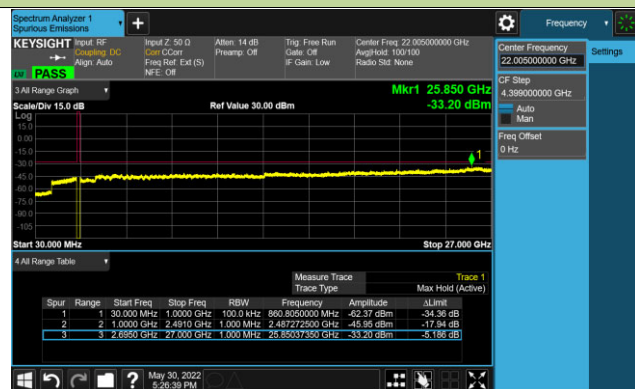 Spectrum Analyzer 1
Spurious Emissions
Frequency
KEYSIGHT
Input: RF
Coupling: DC
Align: Auto
Input Z: 50 Ω
Corr CCorr
Freq Ref: Ext (S)
NFE: Off
Atten: 14 dB
Preamp: Off
Trig: Free Run
Gate: Off
IF Gain: Low
Center Freq: 22.005000000 GHz
Avg|Hold: 100/100
Radio Std: None
PASS
Center Frequency
22.005000000 GHz
Settings
CF Step
4.399000000 GHz
Auto
Man
Freq Offset
0 Hz
3 All Range Graph
Mkr1 25.850 GHz
Scale/Div 15.0 dB
Ref Value 30.00 dBm
-33.20 dBm
Log
15.0
0.00
-15.0
-30.0
-45.0
-60.0
-75.0
-90.0
-105
1
Start 30.000 MHz
Stop 27.000 GHz
4 All Range Table
Measure Trace Trace 1
Trace Type Max Hold (Active)
Spur Range Start Freq Stop Freq RBW Frequency Amplitude ΔLimit
1 1 30.000 MHz 1.0000 GHz 100.0 kHz 860.8050000 MHz -62.37 dBm -34.36 dB
2 2 1.0000 GHz 2.4910 GHz 1.000 MHz 2.487272500 GHz -45.95 dBm -17.94 dB
3 3 2.6950 GHz 27.000 GHz 1.000 MHz 25.85037350 GHz -33.20 dBm -5.186 dB
?
May 30, 2022
5:26:39 PM